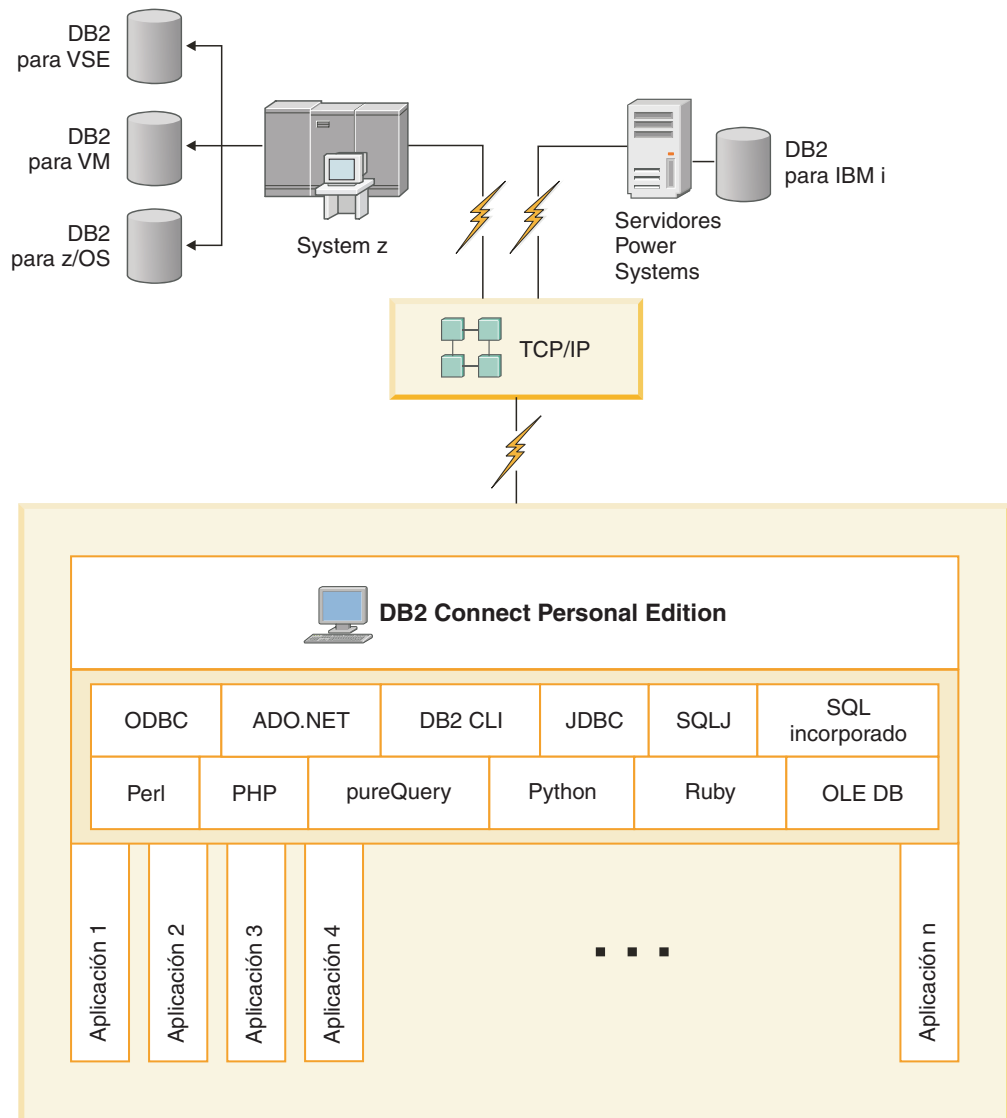 DB2
para VSE
DB2
para VM
DB2
para z/OS
System z
Servidores
Power
Systems
DB2
para IBM i
TCP/IP
DB2 Connect Personal Edition
ODBC
ADO.NET
DB2 CLI
JDBC
SQLJ
SQL
incorporado
Perl
PHP
pureQuery
Python
Ruby
OLE DB
Aplicación 1
Aplicación 2
Aplicación 3
Aplicación 4
...
Aplicación n